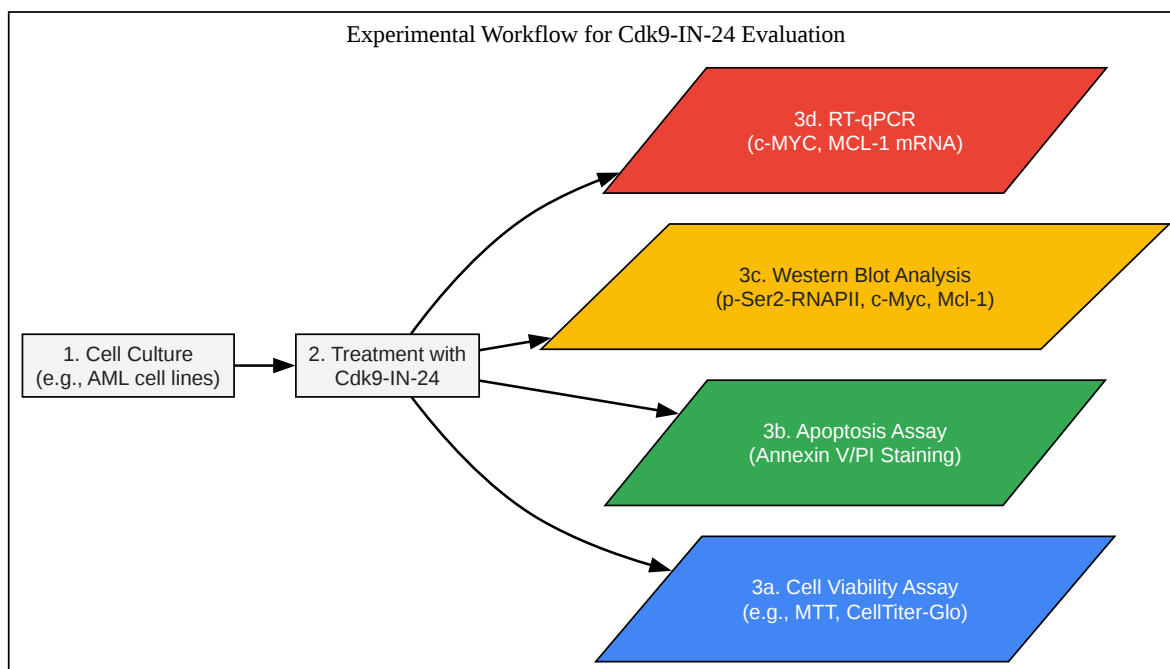 Experimental Workflow for Cdk9-IN-24 Evaluation
3d. RT-qPCR
(c-MYC, MCL-1 mRNA)
3c. Western Blot Analysis
(p-Ser2-RNAPII, c-Myc, Mcl-1)
1. Cell Culture
(e.g., AML cell lines)
2. Treatment with
Cdk9-IN-24
3b. Apoptosis Assay
(Annexin V/PI Staining)
3a. Cell Viability Assay
(e.g., MTT, CellTiter-Glo)